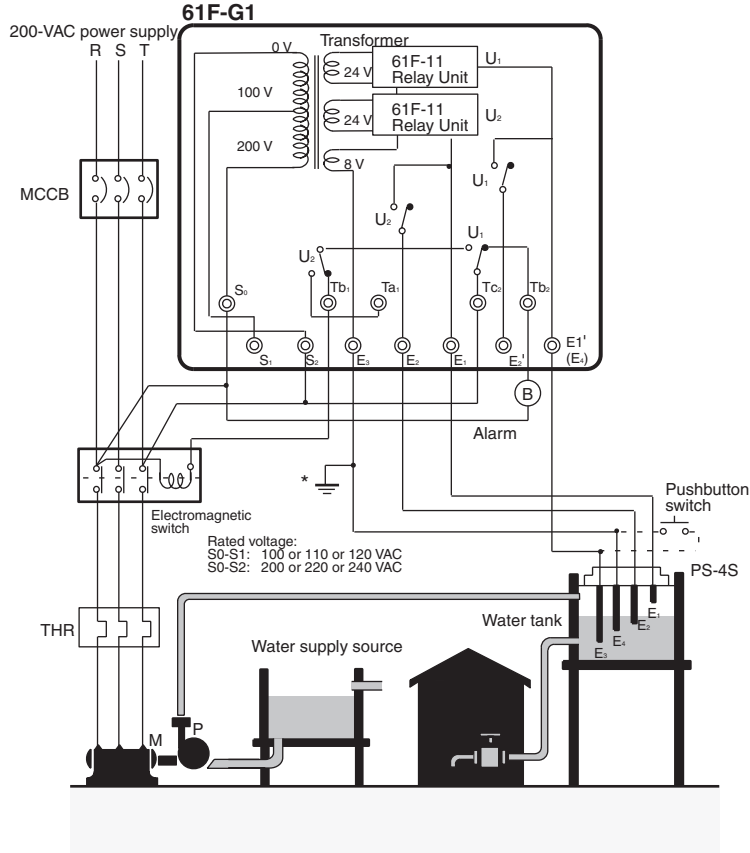 61F-G1
200-VAC power supply
R S T
0 V
Transformer
24 V
61F-11
Relay Unit
U1
100 V
24 V
61F-11
Relay Unit
U2
200 V
8 V
U1
MCCB
U2
U1
U2
S0
Tb1
Ta1
Tc2
Tb2
S1
S2
E3
E2
E1
E2'
E1'
(E4)
B
Alarm
*
Pushbutton
switch
Electromagnetic
switch
Rated voltage:
S0-S1: 100 or 110 or 120 VAC
S0-S2: 200 or 220 or 240 VAC
PS-4S
THR
Water tank
E1
E2
E4
E3
Water supply source
M
P